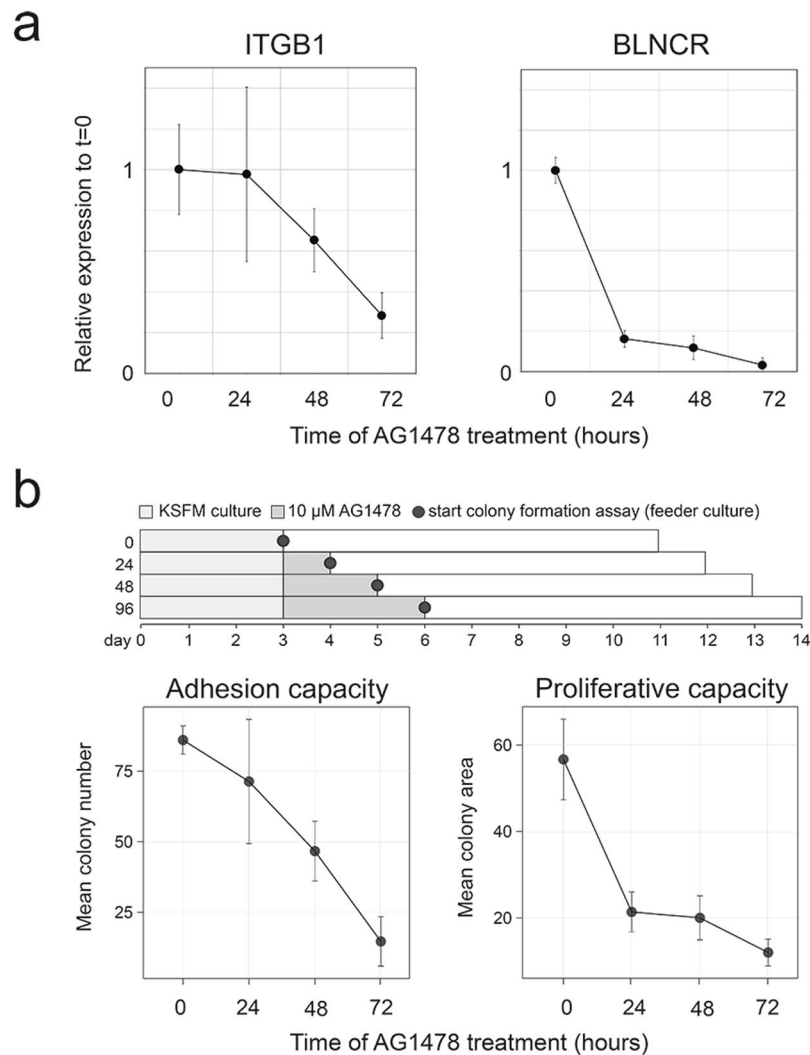 a
ITGB1
BLNCR
Relative expression to t=0
1
0
1
0
0 24 48 72
0 24 48 72
Time of AG1478 treatment (hours)
b
KSFM culture 10 µM AG1478 start colony formation assay (feeder culture)
0
24
48
96
day 0 1 2 3 4 5 6 7 8 9 10 11 12 13 14
Adhesion capacity
Proliferative capacity
Mean colony number
75
50
25
Mean colony area
60
40
20
0 24 48 72
0 24 48 72
Time of AG1478 treatment (hours)